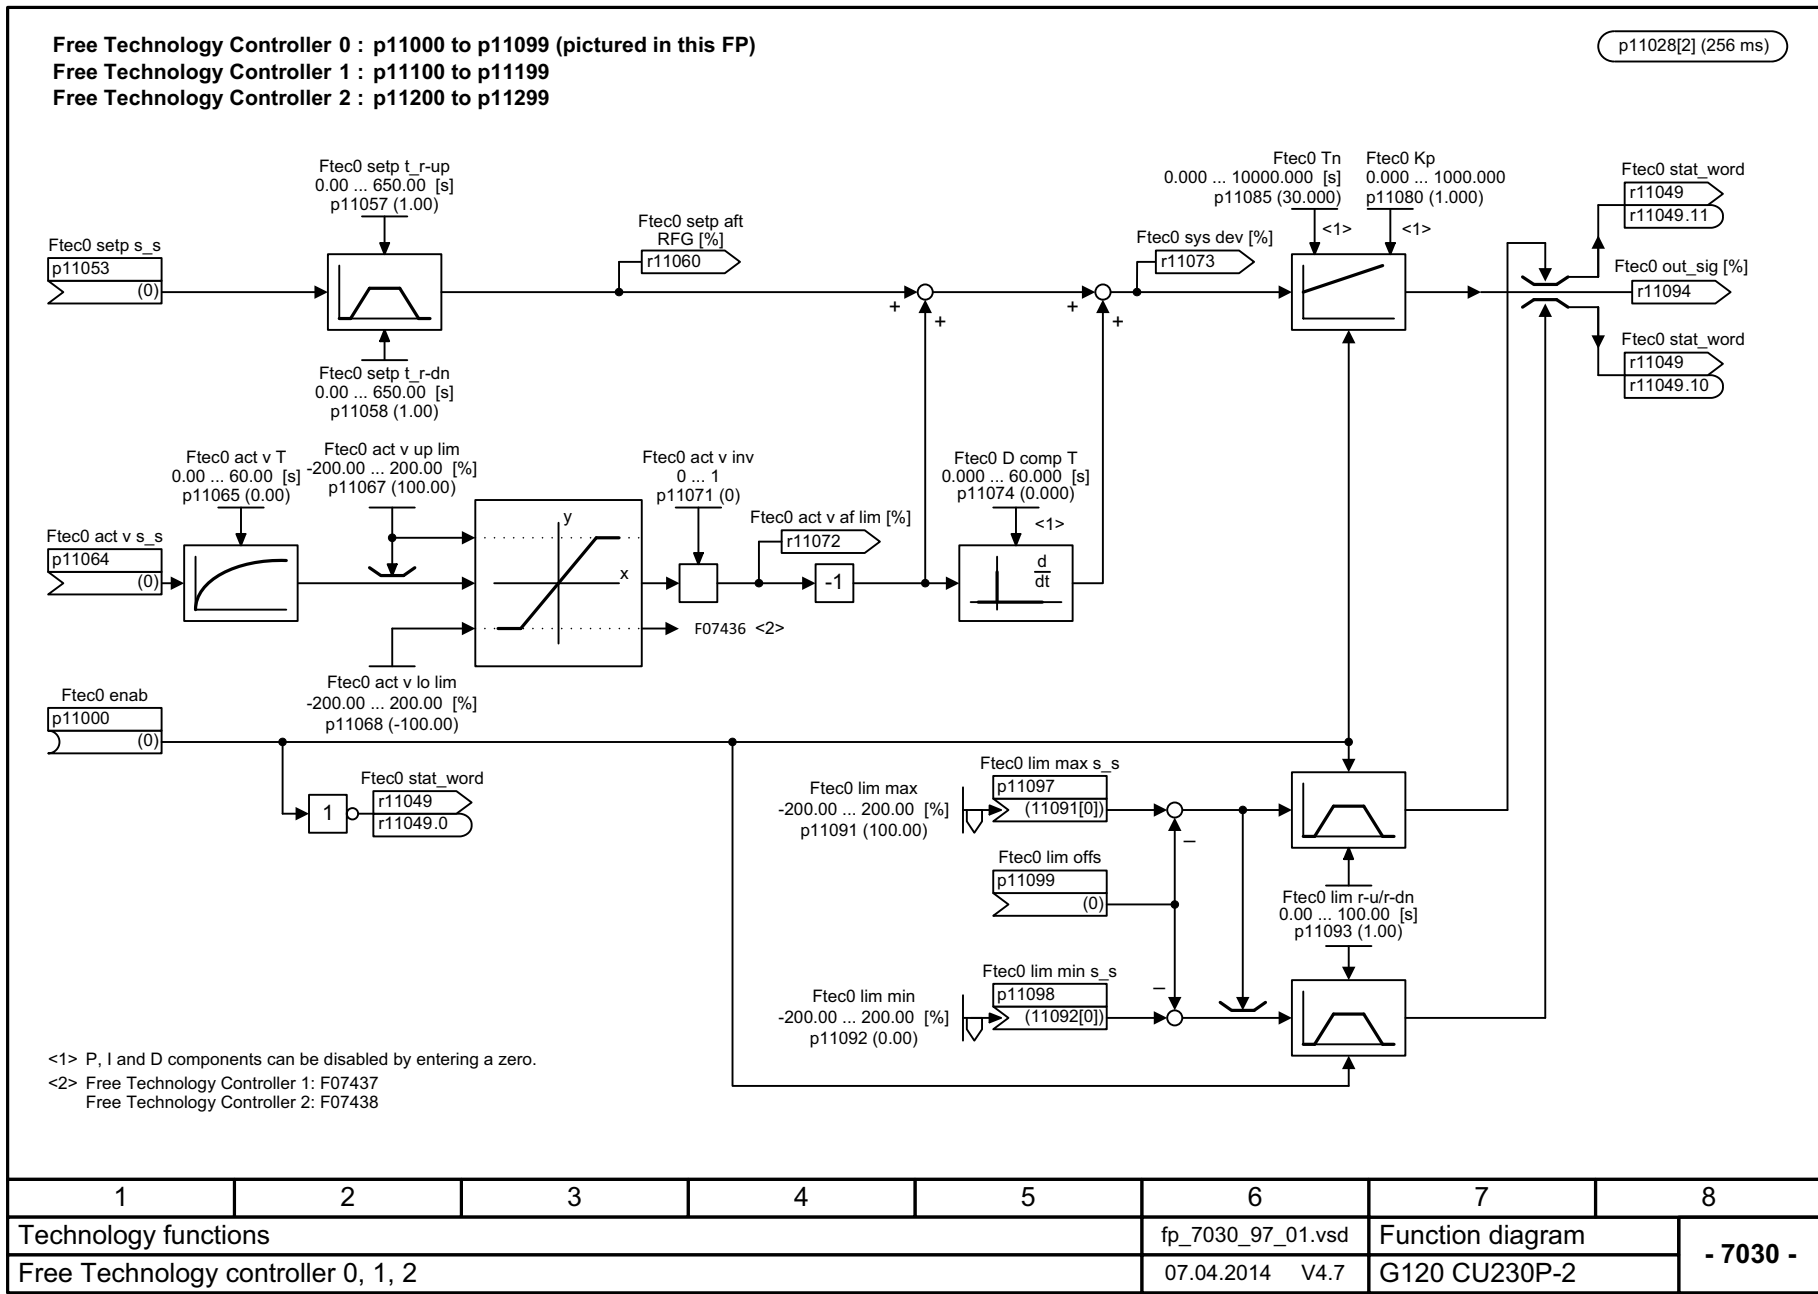 Free Technology Controller 0 : p11000 to p11099 (pictured in this FP)
Free Technology Controller 1 : p11100 to p11199
Free Technology Controller 2 : p11200 to p11299
p11028[2] (256 ms)
Ftec0 setp t_r-up
0.00 ... 650.00 [s]
p11057 (1.00)
Ftec0 setp s_s
p11053
(0)
Ftec0 setp t_r-dn
0.00 ... 650.00 [s]
p11058 (1.00)
Ftec0 setp aft
RFG [%]
r11060
+
+
+
+
Ftec0 sys dev [%]
r11073
Ftec0 Tn
0.000 ... 10000.000 [s]
p11085 (30.000)
<1>
Ftec0 Kp
0.000 ... 1000.000
p11080 (1.000)
<1>
Ftec0 stat_word
r11049
r11049.11
Ftec0 out_sig [%]
r11094
Ftec0 stat_word
r11049
r11049.10
Ftec0 act v T
0.00 ... 60.00 [s]
p11065 (0.00)
Ftec0 act v up lim
-200.00 ... 200.00 [%]
p11067 (100.00)
Ftec0 act v s_s
p11064
(0)
y
x
Ftec0 act v inv
0 ... 1
p11071 (0)
Ftec0 act v af lim [%]
r11072
-1
Ftec0 D comp T
0.000 ... 60.000 [s]
p11074 (0.000)
<1>
d
dt
F07436 <2>
Ftec0 act v lo lim
-200.00 ... 200.00 [%]
p11068 (-100.00)
Ftec0 enab
p11000
(0)
1
Ftec0 stat_word
r11049
r11049.0
Ftec0 lim max
-200.00 ... 200.00 [%]
p11091 (100.00)
Ftec0 lim max s_s
p11097
(11091[0])
–
Ftec0 lim offs
p11099
(0)
Ftec0 lim r-u/r-dn
0.00 ... 100.00 [s]
p11093 (1.00)
Ftec0 lim min
-200.00 ... 200.00 [%]
p11092 (0.00)
Ftec0 lim min s_s
p11098
(11092[0])
–
<1> P, I and D components can be disabled by entering a zero.
<2> Free Technology Controller 1: F07437
Free Technology Controller 2: F07438
1 2 3 4 5 6 7 8
Technology functions fp_7030_97_01.vsd Function diagram
- 7030 -
Free Technology controller 0, 1, 2 07.04.2014 V4.7 G120 CU230P-2